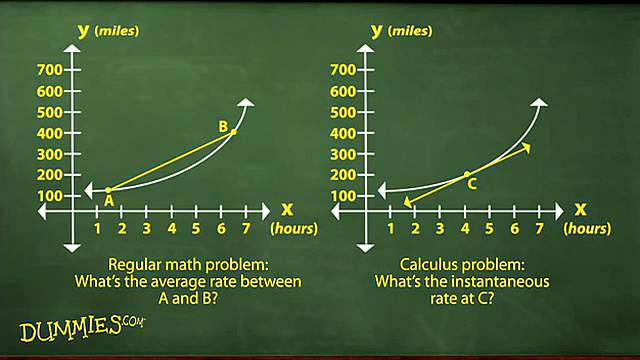 y (miles)
700
600
500
400
300
200
100
A
B
1 2 3 4 5 6 7
x
(hours)
Regular math problem:
What's the average rate between
A and B?
y (miles)
700
600
500
400
300
200
100
C
1 2 3 4 5 6 7
x
(hours)
Calculus problem:
What's the instantaneous
rate at C?
DUMMIES.COM